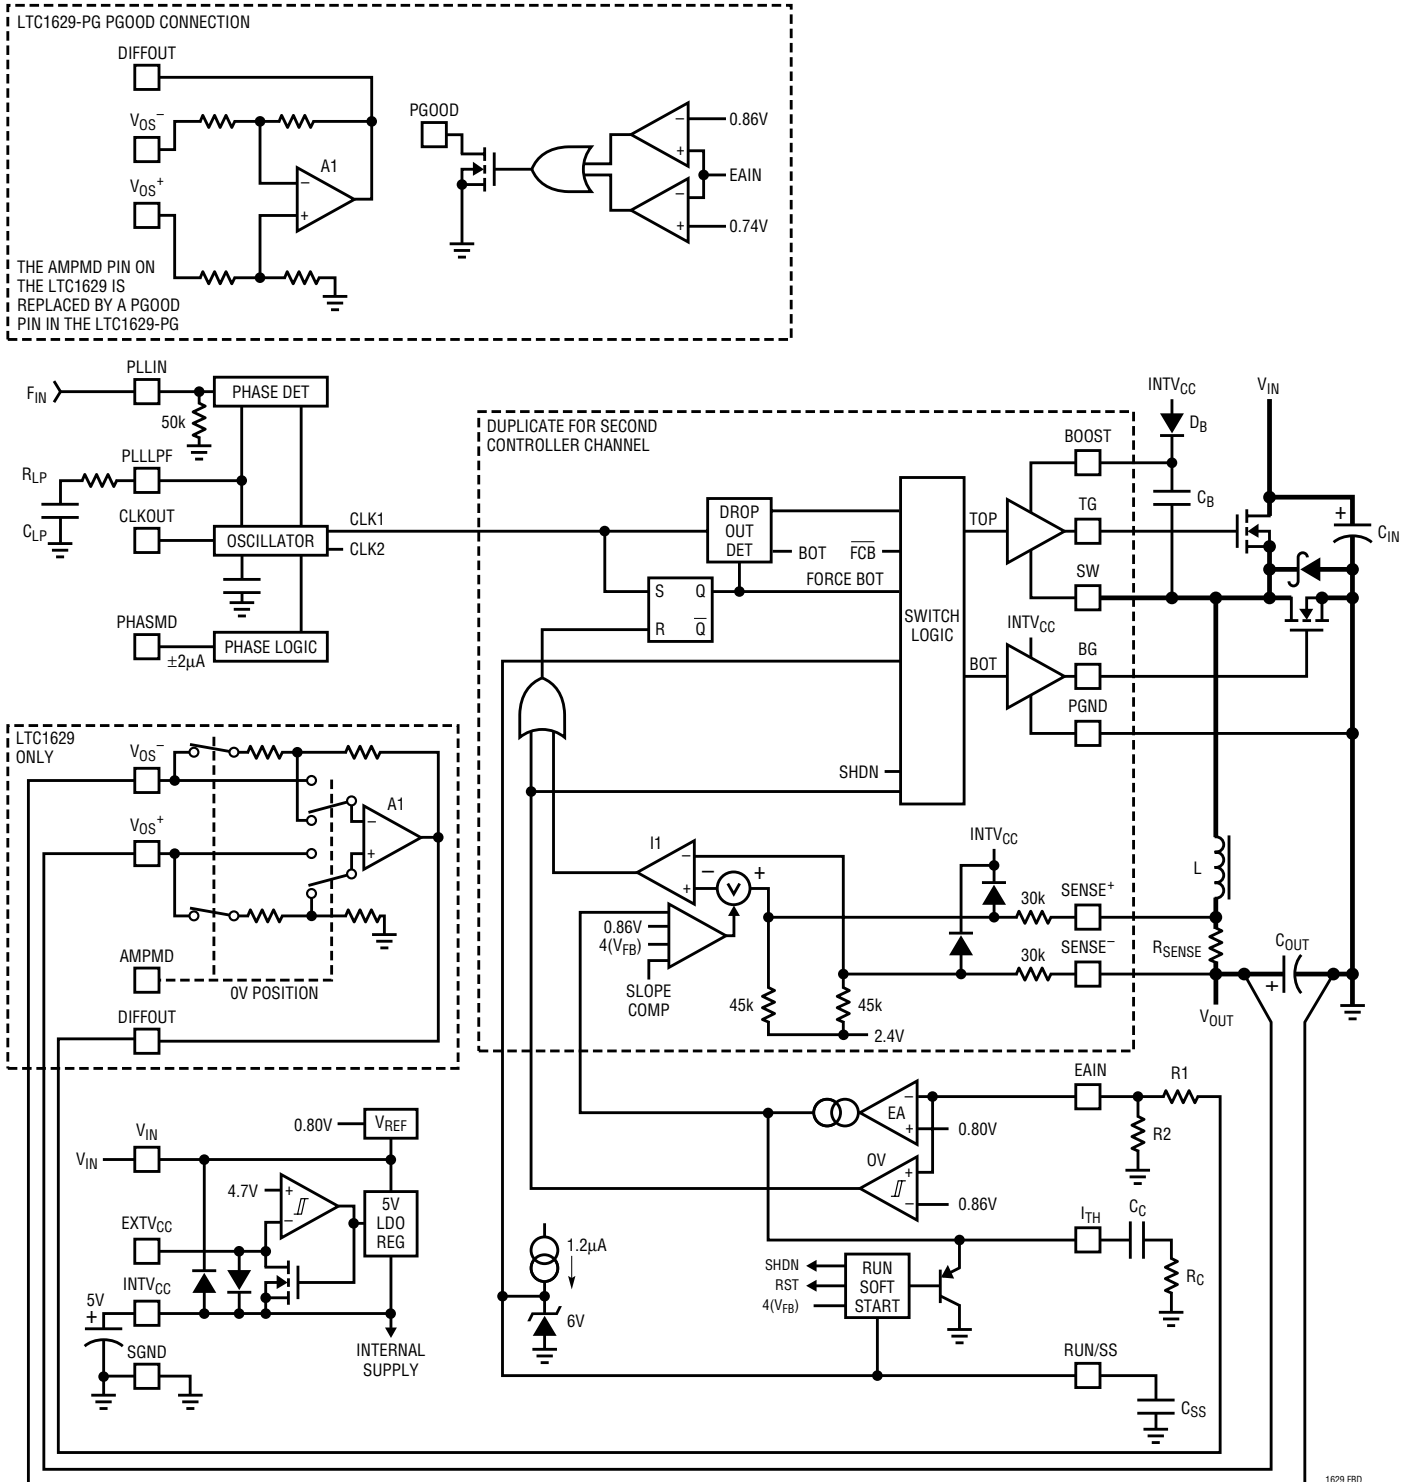 LTC1629-PG PGOOD CONNECTION
DIFFOUT
VOS−
VOS+
A1
PGOOD
0.86V
EAIN
0.74V
−
+
−
+
−
+
THE AMPMD PIN ON
THE LTC1629 IS
REPLACED BY A PGOOD
PIN IN THE LTC1629-PG
PLLIN
FIN
PHASE DET
50k
PLLLPF
RLP
CLP
CLKOUT
OSCILLATOR
CLK1
CLK2
PHASMD
±2µA
PHASE LOGIC
DUPLICATE FOR SECOND
CONTROLLER CHANNEL
DROP
OUT
DET
BOT
FCB
FORCE BOT
S Q
R Q
SWITCH
LOGIC
SHDN
TOP
BOT
INTVCC
BOOST
TG
SW
BG
PGND
INTVCC
DB
CB
VIN
+
CIN
L
LTC1629
ONLY
VOS−
VOS+
A1
−
+
AMPMD
0V POSITION
DIFFOUT
I1
−
+
−
+
V
0.86V
4(VFB)
SLOPE
COMP
45k
45k
2.4V
INTVCC
30k
SENSE+
30k
SENSE−
RSENSE
COUT
+
VOUT
EAIN
R1
R2
EA
−
+
0.80V
OV
+
−
0.86V
ITH
CC
RC
1.2µA
6V
SHDN
RST
4(VFB)
RUN
SOFT
START
RUN/SS
CSS
VIN
VIN
0.80V
VREF
4.7V
+
−
5V
LDO
REG
EXTVCC
INTVCC
5V
+
SGND
INTERNAL
SUPPLY
1629 FBD